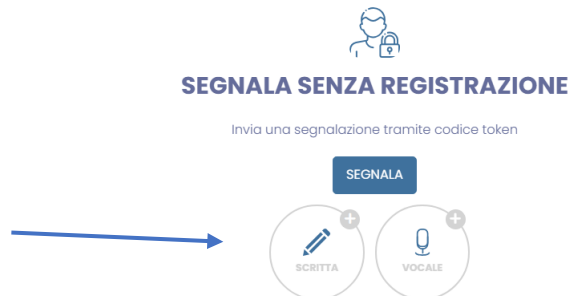 SEGNALA SENZA REGISTRAZIONE
Invia una segnalazione tramite codice token
SEGNALA
SCRITTA VOCALE